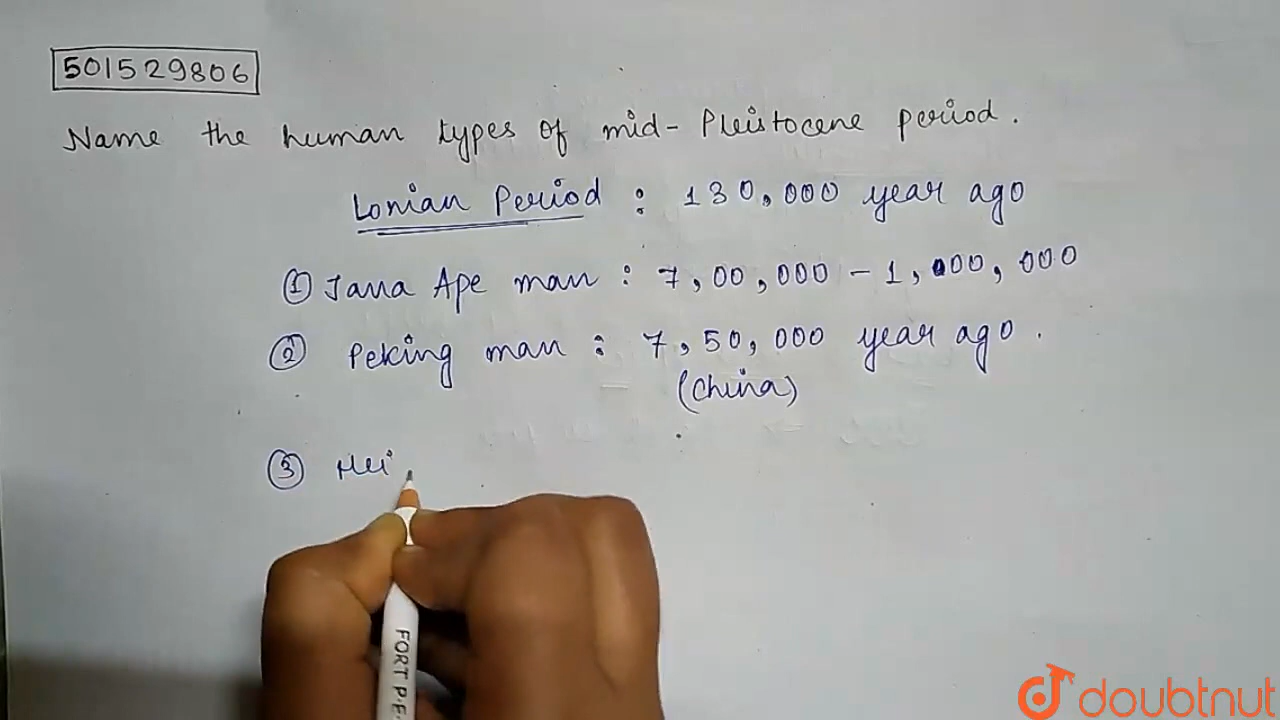 501529806
Name the human types of mid-Pleistocene period.
Ionian Period : 130,000 year ago
① Java Ape man : 7,00,000 - 1,000,000
② Peking man : 7,50,000 year ago.
(China)
③ Hei
FORT P.E.
doubtnut